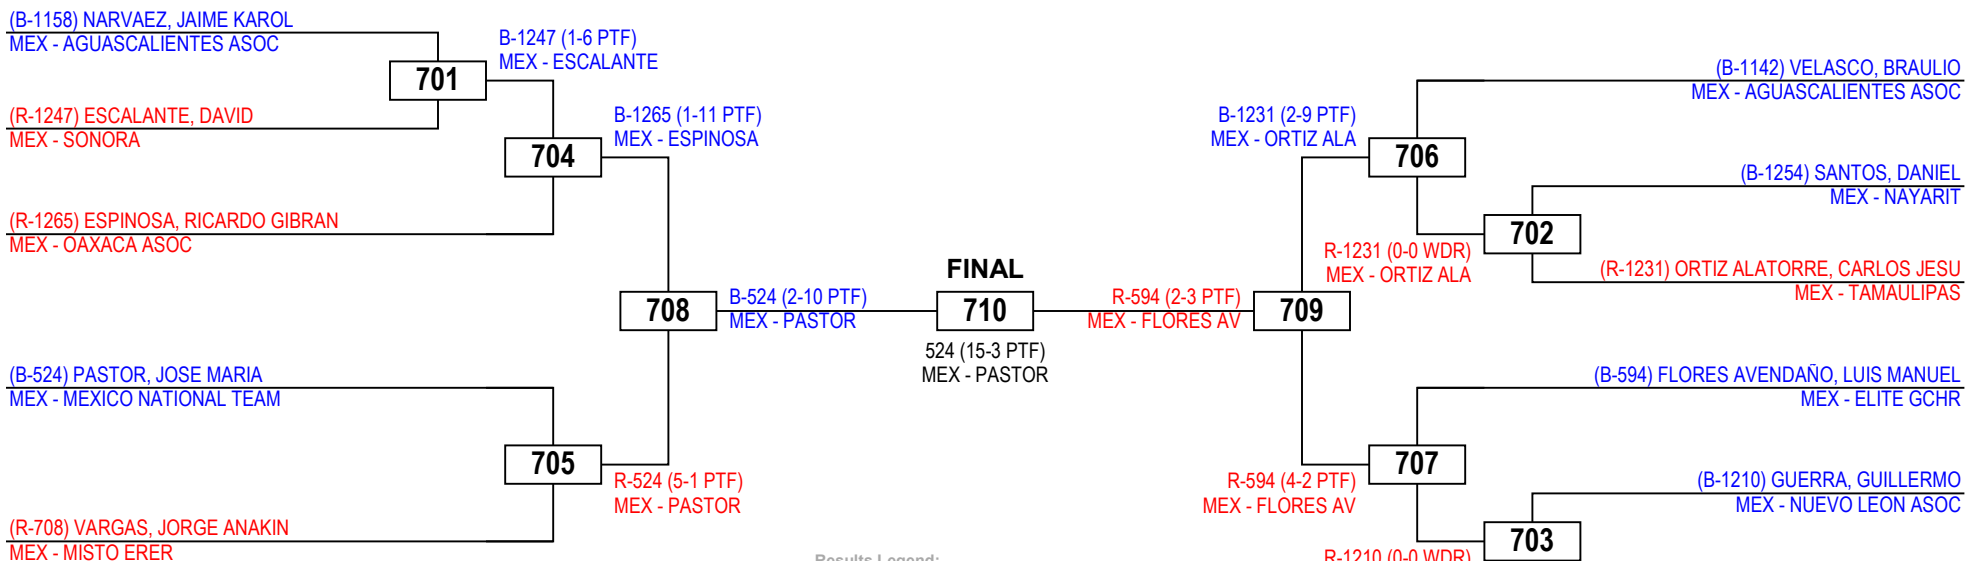 (B-1158) NARVAEZ, JAIME KAROL
MEX - AGUASCALIENTES ASOC
701
(R-1247) ESCALANTE, DAVID
MEX - SONORA
B-1247 (1-6 PTF)
MEX - ESCALANTE
704
(R-1265) ESPINOSA, RICARDO GIBRAN
MEX - OAXACA ASOC
B-1265 (1-11 PTF)
MEX - ESPINOSA
708
(B-524) PASTOR, JOSE MARIA
MEX - MEXICO NATIONAL TEAM
705
(R-708) VARGAS, JORGE ANAKIN
MEX - MISTO ERER
R-524 (5-1 PTF)
MEX - PASTOR
B-524 (2-10 PTF)
MEX - PASTOR
FINAL
710
524 (15-3 PTF)
MEX - PASTOR
R-594 (2-3 PTF)
MEX - FLORES AV
709
B-1231 (2-9 PTF)
MEX - ORTIZ ALA
706
(B-1142) VELASCO, BRAULIO
MEX - AGUASCALIENTES ASOC
(B-1254) SANTOS, DANIEL
MEX - NAYARIT
702
R-1231 (0-0 WDR)
MEX - ORTIZ ALA
(R-1231) ORTIZ ALATORRE, CARLOS JESU
MEX - TAMAULIPAS
(B-594) FLORES AVENDAÑO, LUIS MANUEL
MEX - ELITE GCHR
707
R-594 (4-2 PTF)
MEX - FLORES AV
(B-1210) GUERRA, GUILLERMO
MEX - NUEVO LEON ASOC
703
R-1210 (0-0 WDR)
Results Legend: